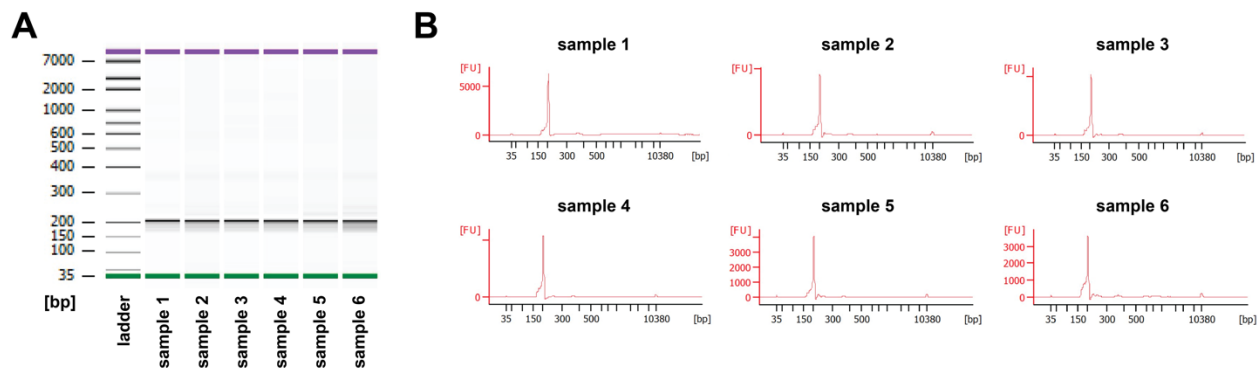 A
7000
2000
1000
600
500
400
300
200
150
100
35
[bp]
ladder
sample 1
sample 2
sample 3
sample 4
sample 5
sample 6
B
sample 1
[FU]
5000
0
35 150 300 500 10380 [bp]
sample 2
[FU]
0
35 150 300 500 10380 [bp]
sample 3
[FU]
0
35 150 300 500 10380 [bp]
sample 4
[FU]
0
35 150 300 500 10380 [bp]
sample 5
[FU]
3000
2000
1000
0
35 150 300 500 10380 [bp]
sample 6
[FU]
3000
2000
1000
0
35 150 300 500 10380 [bp]